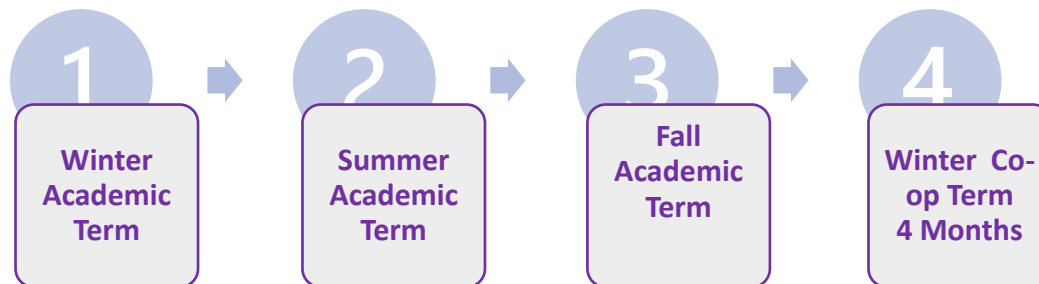 1
Winter
Academic
Term
2
Summer
Academic
Term
3
Fall
Academic
Term
4
Winter Co-
op Term
4 Months